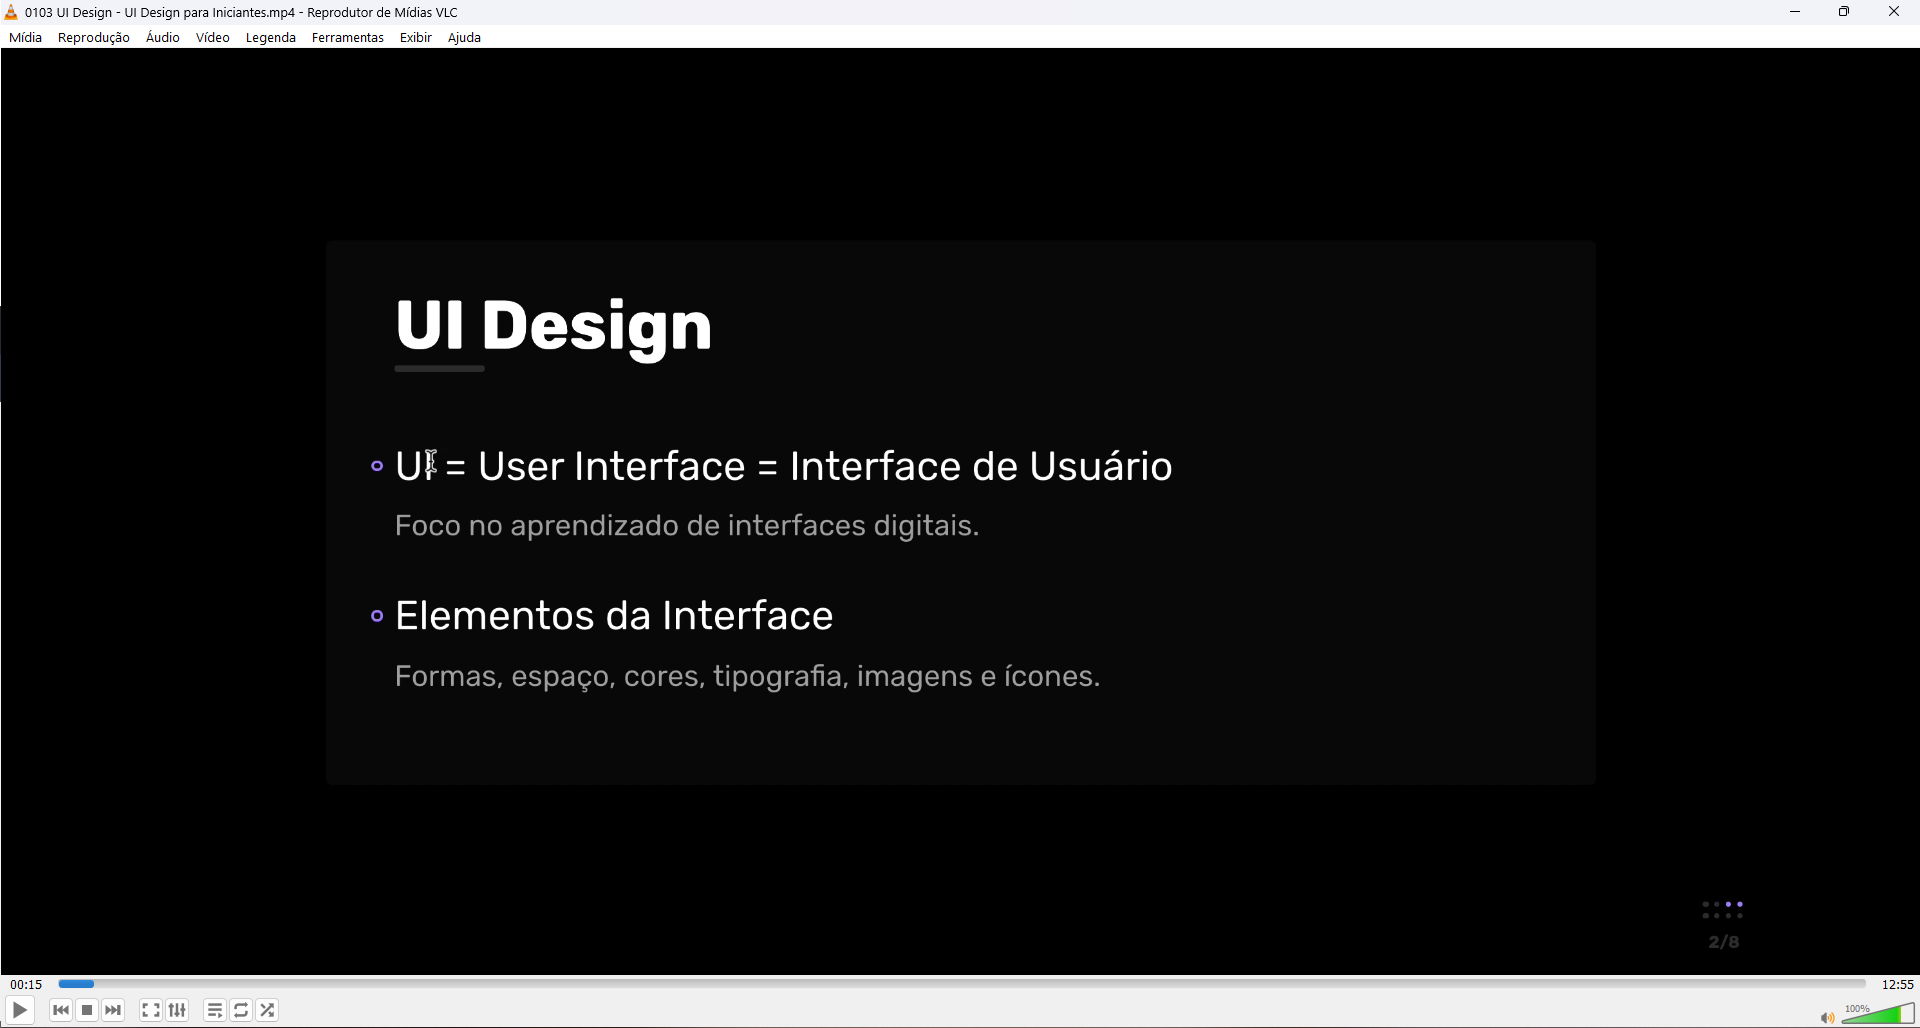 0103 UI Design - UI Design para Iniciantes.mp4 - Reprodutor de Mídias VLC
Mídia Reprodução Áudio Vídeo Legenda Ferramentas Exibir Ajuda
UI Design
UI = User Interface = Interface de Usuário
Foco no aprendizado de interfaces digitais.
Elementos da Interface
Formas, espaço, cores, tipografia, imagens e ícones.
2/8
00:15 12:55
100%